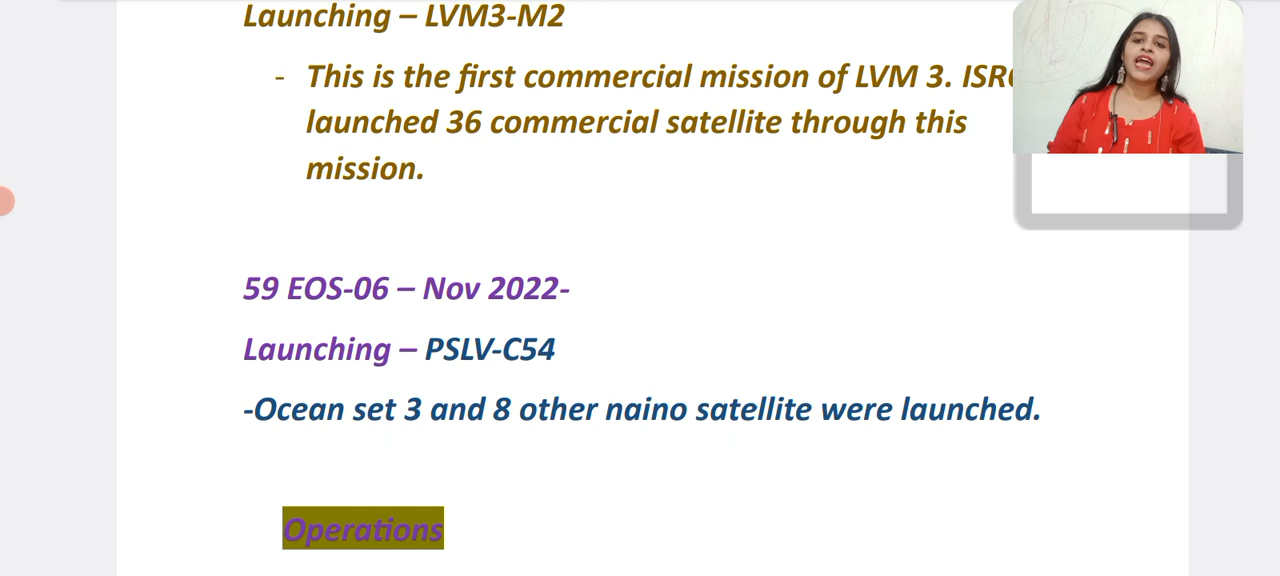 Launching – LVM3-M2
- This is the first commercial mission of LVM 3.
launched 36 commercial satellite through this
mission.
59 EOS-06 – Nov 2022-
Launching – PSLV-C54
-Ocean set 3 and 8 other naino satellite were launched.
Operations